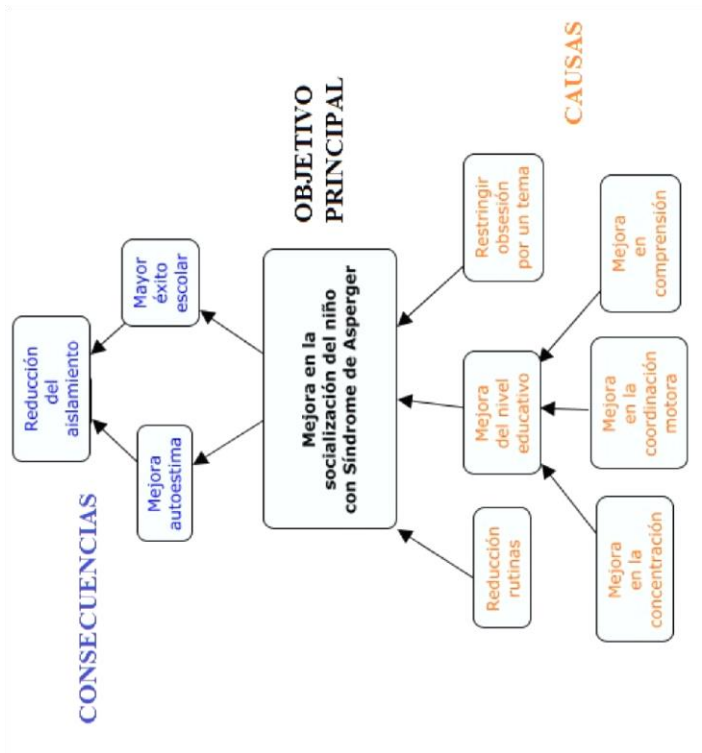 CONSECUENCIAS
Reducción
del
aislamiento
Mejora
autoestima
Mayor
éxito
escolar
Mejora en la
socialización del niño
con Síndrome de Asperger
OBJETIVO
PRINCIPAL
Reducción
rutinas
Mejora
del nivel
educativo
Restringir
obsesión
por un tema
CAUSAS
Mejora
en la
concentración
Mejora
en la
coordinación
motora
Mejora
en
comprensión